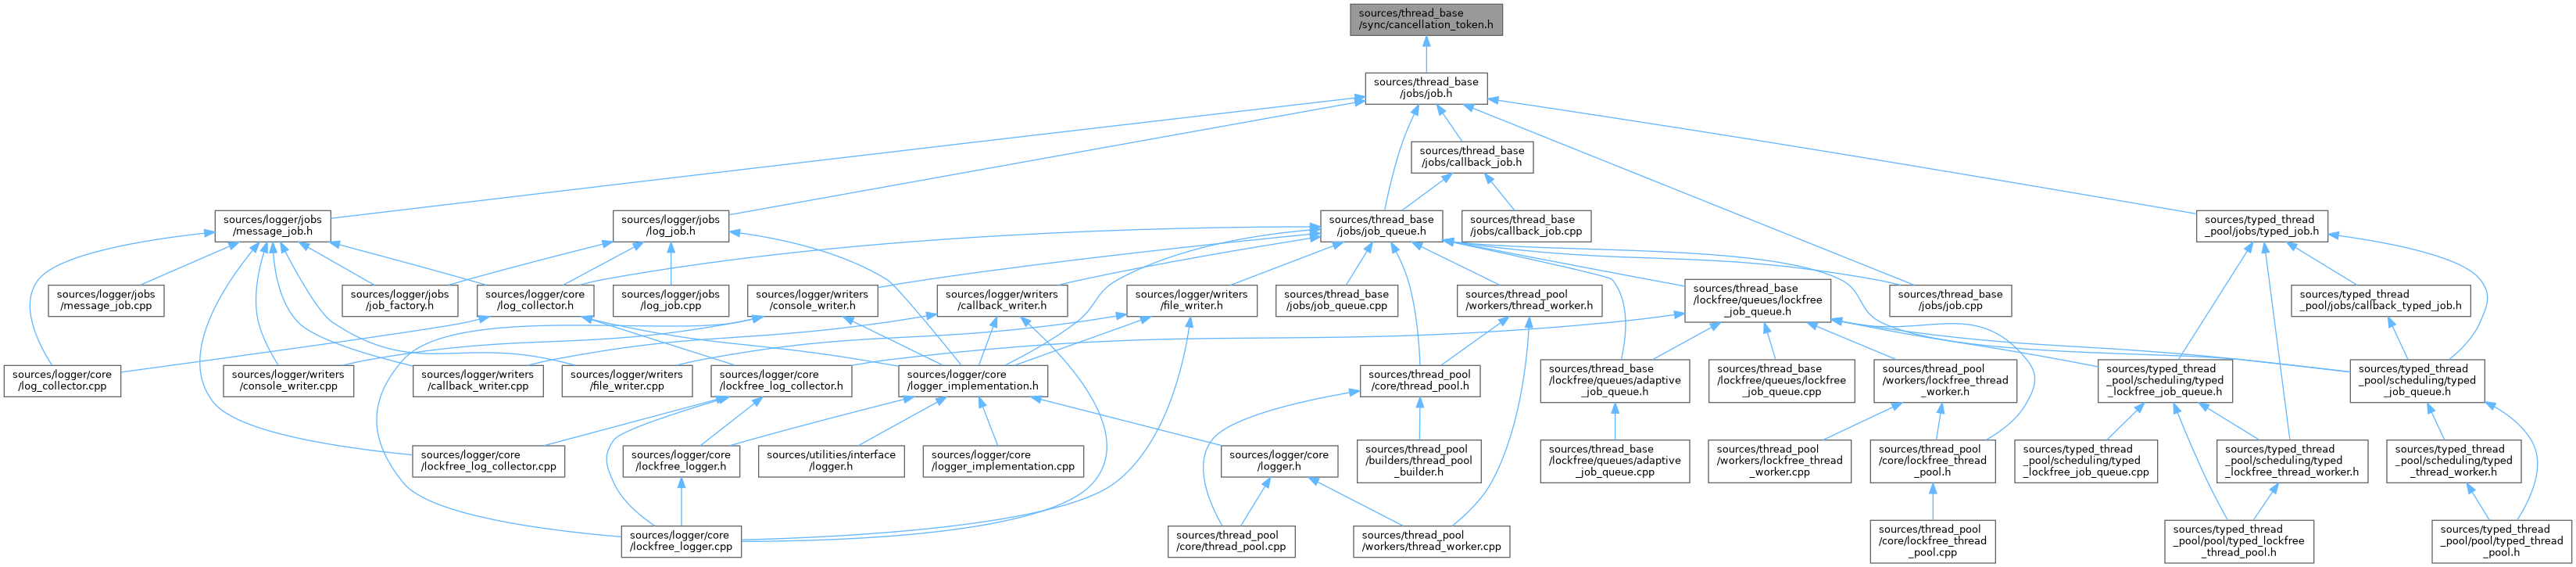 sources/thread_base
/sync/cancellation_token.h
sources/thread_base
/jobs/job.h
sources/thread_base
/jobs/callback_job.h
sources/logger/jobs
/message_job.h
sources/logger/jobs
/log_job.h
sources/thread_base
/jobs/job_queue.h
sources/thread_base
/jobs/callback_job.cpp
sources/typed_thread
_pool/jobs/typed_job.h
sources/logger/jobs
/message_job.cpp
sources/logger/jobs
/job_factory.h
sources/logger/core
/log_collector.h
sources/logger/jobs
/log_job.cpp
sources/logger/writers
/console_writer.h
sources/logger/writers
/callback_writer.h
sources/logger/writers
/file_writer.h
sources/thread_base
/jobs/job_queue.cpp
sources/thread_pool
/workers/thread_worker.h
sources/thread_base
/lockfree/queues/lockfree
_job_queue.h
sources/thread_base
/jobs/job.cpp
sources/typed_thread
_pool/jobs/callback_typed_job.h
sources/logger/core
/log_collector.cpp
sources/logger/writers
/console_writer.cpp
sources/logger/writers
/callback_writer.cpp
sources/logger/writers
/file_writer.cpp
sources/logger/core
/lockfree_log_collector.h
sources/logger/core
/logger_implementation.h
sources/thread_pool
/core/thread_pool.h
sources/thread_base
/lockfree/queues/adaptive
_job_queue.h
sources/thread_base
/lockfree/queues/lockfree
_job_queue.cpp
sources/thread_pool
/workers/lockfree_thread
_worker.h
sources/typed_thread
_pool/scheduling/typed
_lockfree_job_queue.h
sources/typed_thread
_pool/scheduling/typed
_job_queue.h
sources/logger/core
/lockfree_log_collector.cpp
sources/logger/core
/lockfree_logger.h
sources/utilities/interface
/logger.h
sources/logger/core
/logger_implementation.cpp
sources/logger/core
/logger.h
sources/thread_pool
/builders/thread_pool
_builder.h
sources/thread_base
/lockfree/queues/adaptive
_job_queue.cpp
sources/thread_pool
/workers/lockfree_thread
_worker.cpp
sources/thread_pool
/core/lockfree_thread
_pool.h
sources/typed_thread
_pool/scheduling/typed
_lockfree_job_queue.cpp
sources/typed_thread
_pool/scheduling/typed
_lockfree_thread_worker.h
sources/typed_thread
_pool/scheduling/typed
_thread_worker.h
sources/logger/core
/lockfree_logger.cpp
sources/thread_pool
/core/thread_pool.cpp
sources/thread_pool
/workers/thread_worker.cpp
sources/thread_pool
/core/lockfree_thread
_pool.cpp
sources/typed_thread
_pool/pool/typed_lockfree
_thread_pool.h
sources/typed_thread
_pool/pool/typed_thread
_pool.h